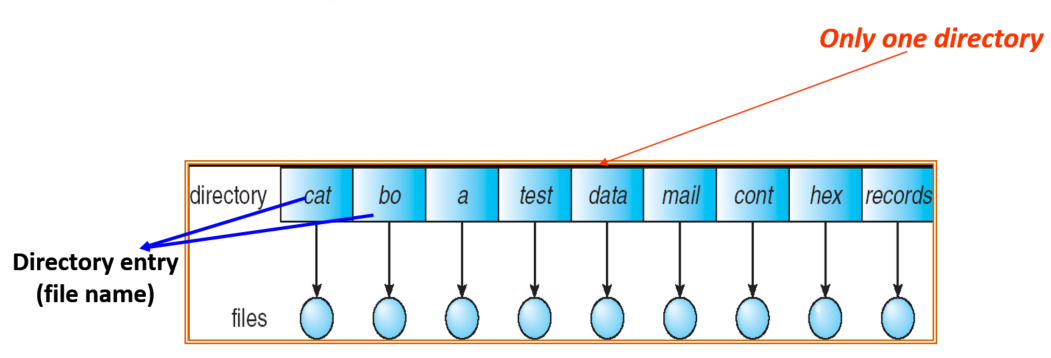 Only one directory
directory cat bo a test data mail cont hex records
Directory entry
(file name)
files